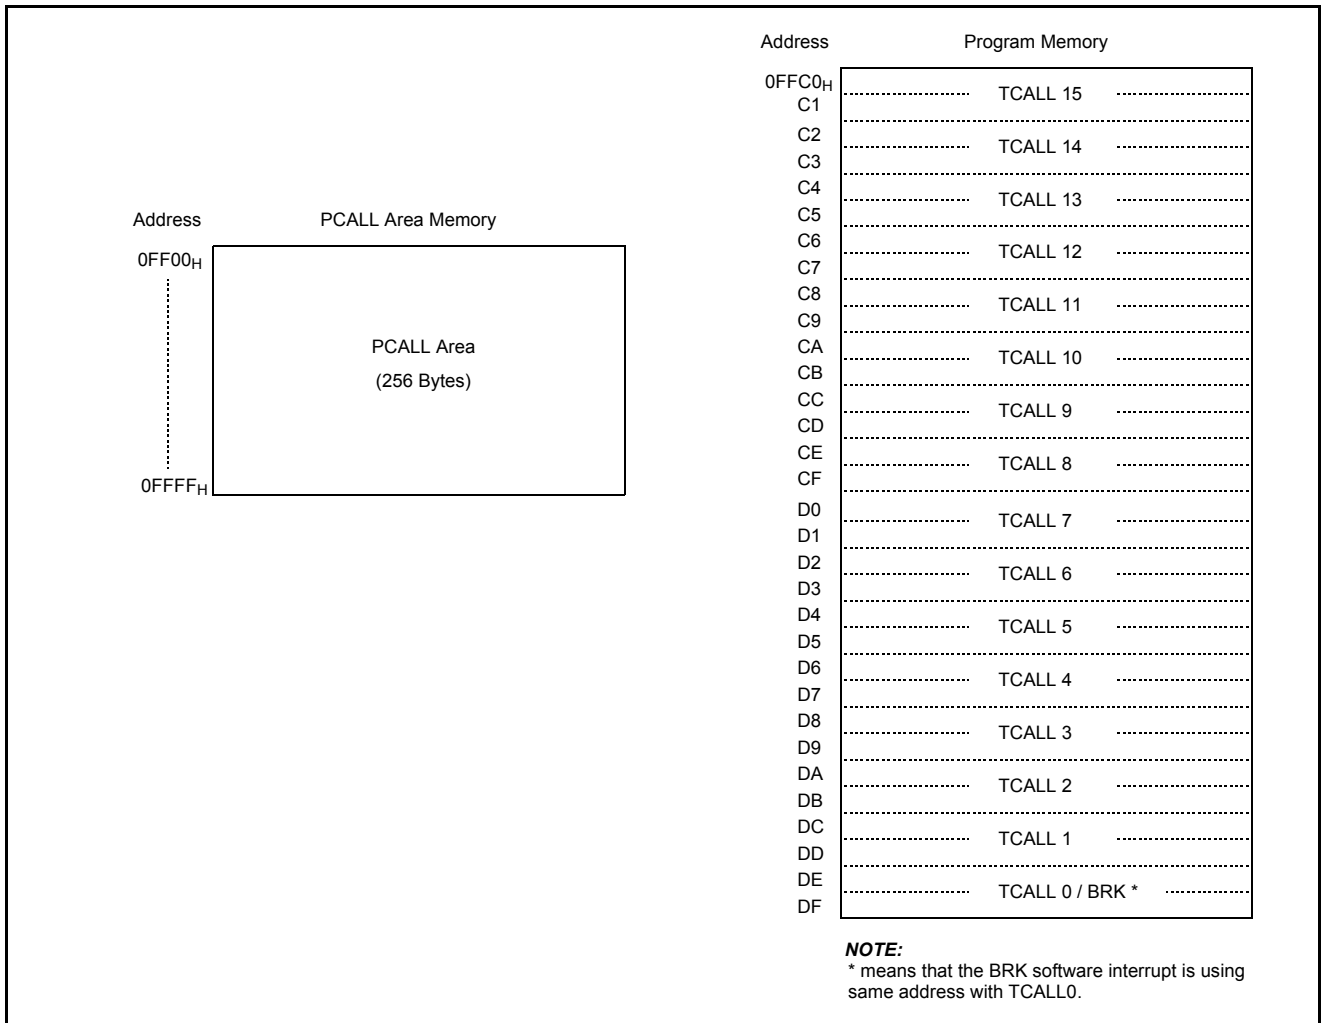 Address PCALL Area Memory
0FF00H
PCALL Area
(256 Bytes)
0FFFFH
Address Program Memory
0FFC0H
TCALL 15
C1
C2
TCALL 14
C3
C4
TCALL 13
C5
C6
TCALL 12
C7
C8
TCALL 11
C9
CA
TCALL 10
CB
CC
TCALL 9
CD
CE
TCALL 8
CF
D0
TCALL 7
D1
D2
TCALL 6
D3
D4
TCALL 5
D5
D6
TCALL 4
D7
D8
TCALL 3
D9
DA
TCALL 2
DB
DC
TCALL 1
DD
DE
TCALL 0 / BRK *
DF
NOTE:
* means that the BRK software interrupt is using
same address with TCALL0.